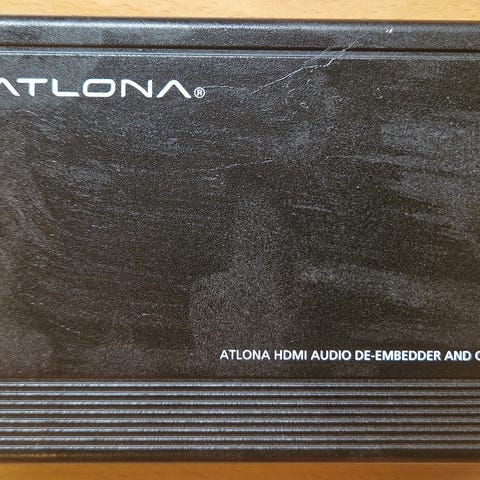 ATLONA®
ATLONA HDMI AUDIO DE-EMBEDDER AND